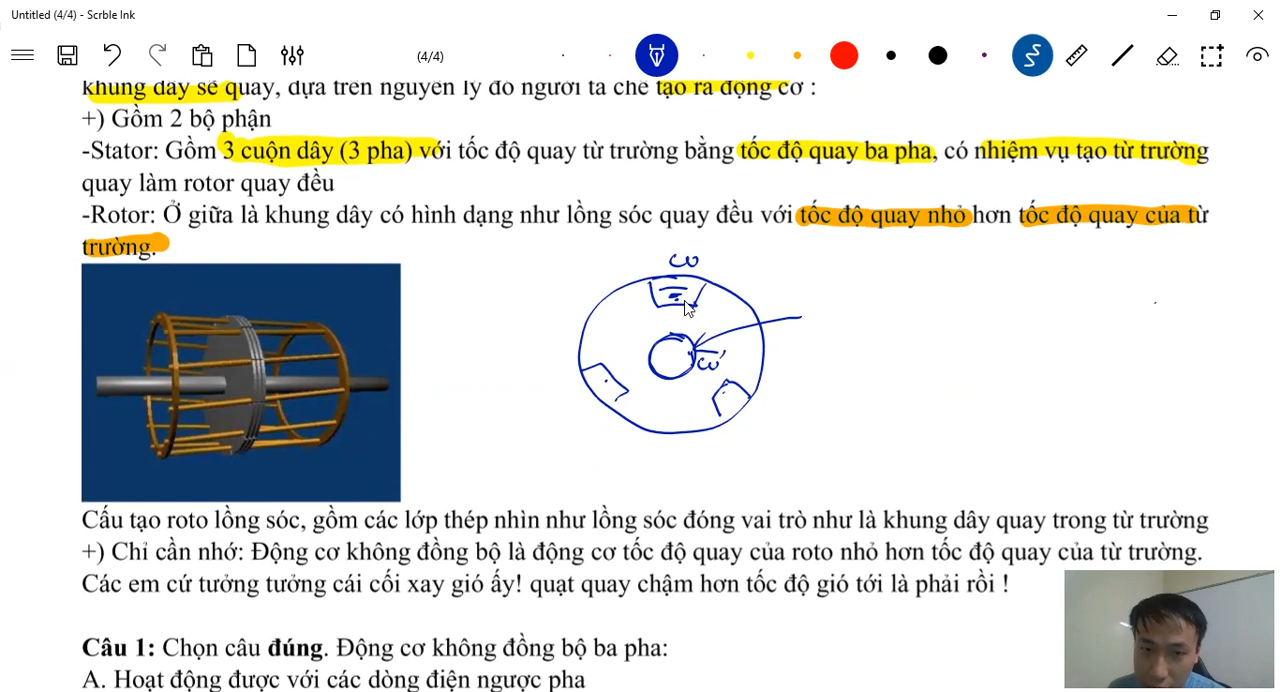 Untitled (4/4) - Scrble Ink
(4/4)
khung dây sẽ quay, dựa trên nguyên lý đó người ta chế tạo ra động cơ :
+) Gồm 2 bộ phận
-Stator: Gồm 3 cuộn dây (3 pha) với tốc độ quay từ trường bằng tốc độ quay ba pha, có nhiệm vụ tạo từ trường
quay làm rotor quay đều
-Rotor: Ở giữa là khung dây có hình dạng như lồng sóc quay đều với tốc độ quay nhỏ hơn tốc độ quay của từ
trường.
ω
ω'
Cấu tạo roto lồng sóc, gồm các lớp thép nhìn như lồng sóc đóng vai trò như là khung dây quay trong từ trường
+) Chỉ cần nhớ: Động cơ không đồng bộ là động cơ tốc độ quay của roto nhỏ hơn tốc độ quay của từ trường.
Các em cứ tưởng tưởng cái cối xay gió ấy! quạt quay chậm hơn tốc độ gió tới là phải rồi !
Câu 1: Chọn câu đúng. Động cơ không đồng bộ ba pha:
A. Hoạt động được với các dòng điện ngược pha